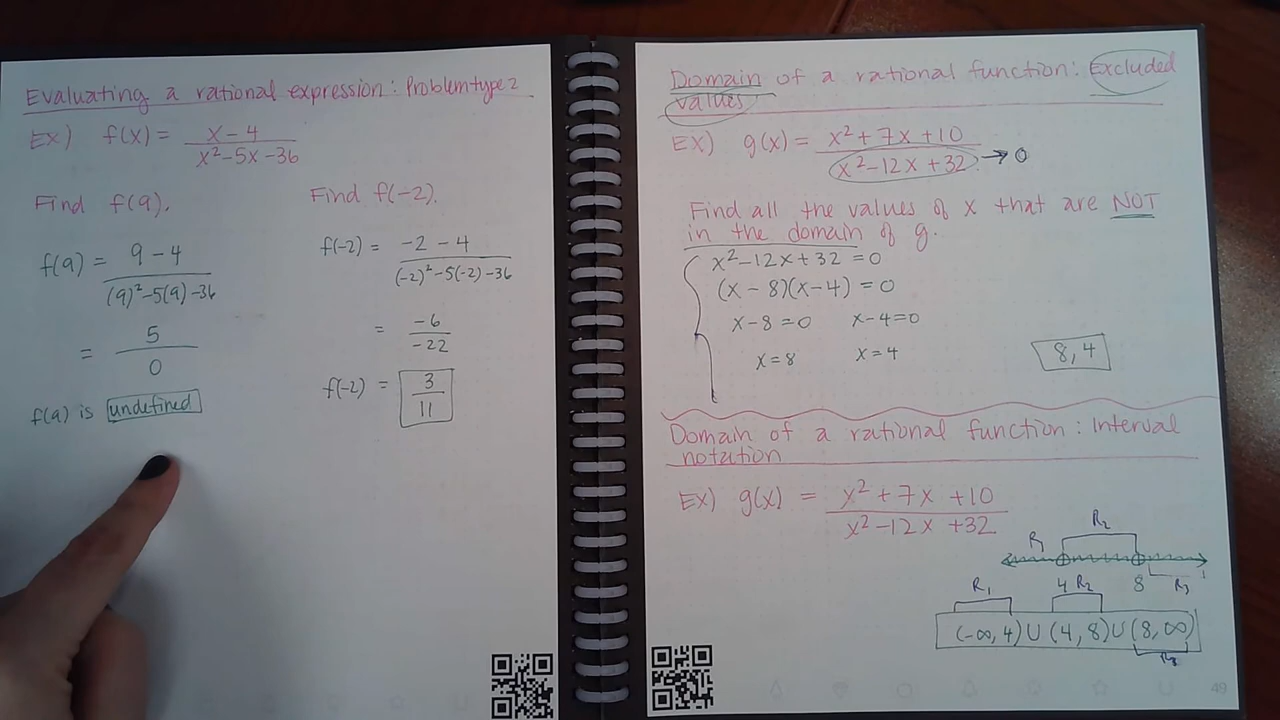 Evaluating a rational expression: Problem type 2
Ex) f(x) = x-4 / x²-5x-36
Find f(9).
f(9) = 9-4 / (9)²-5(9)-36
= 5 / 0
f(9) is undefined
Find f(-2).
f(-2) = -2-4 / (-2)²-5(-2)-36
= -6 / -22
f(-2) = 3 / 11
Domain of a rational function: Excluded
values
Ex) g(x) = x²+7x+10 / x²-12x+32 → 0
Find all the values of x that are NOT
in the domain of g.
x²-12x+32=0
(x-8)(x-4)=0
x-8=0 x-4=0
x=8 x=4
8,4
Domain of a rational function: Interval
notation
Ex) g(x) = x²+7x+10 / x²-12x+32
R₁ R₂
4 8 R₃
R₁ R₂
(-∞,4)∪(4,8)∪(8,∞)
R₃
49